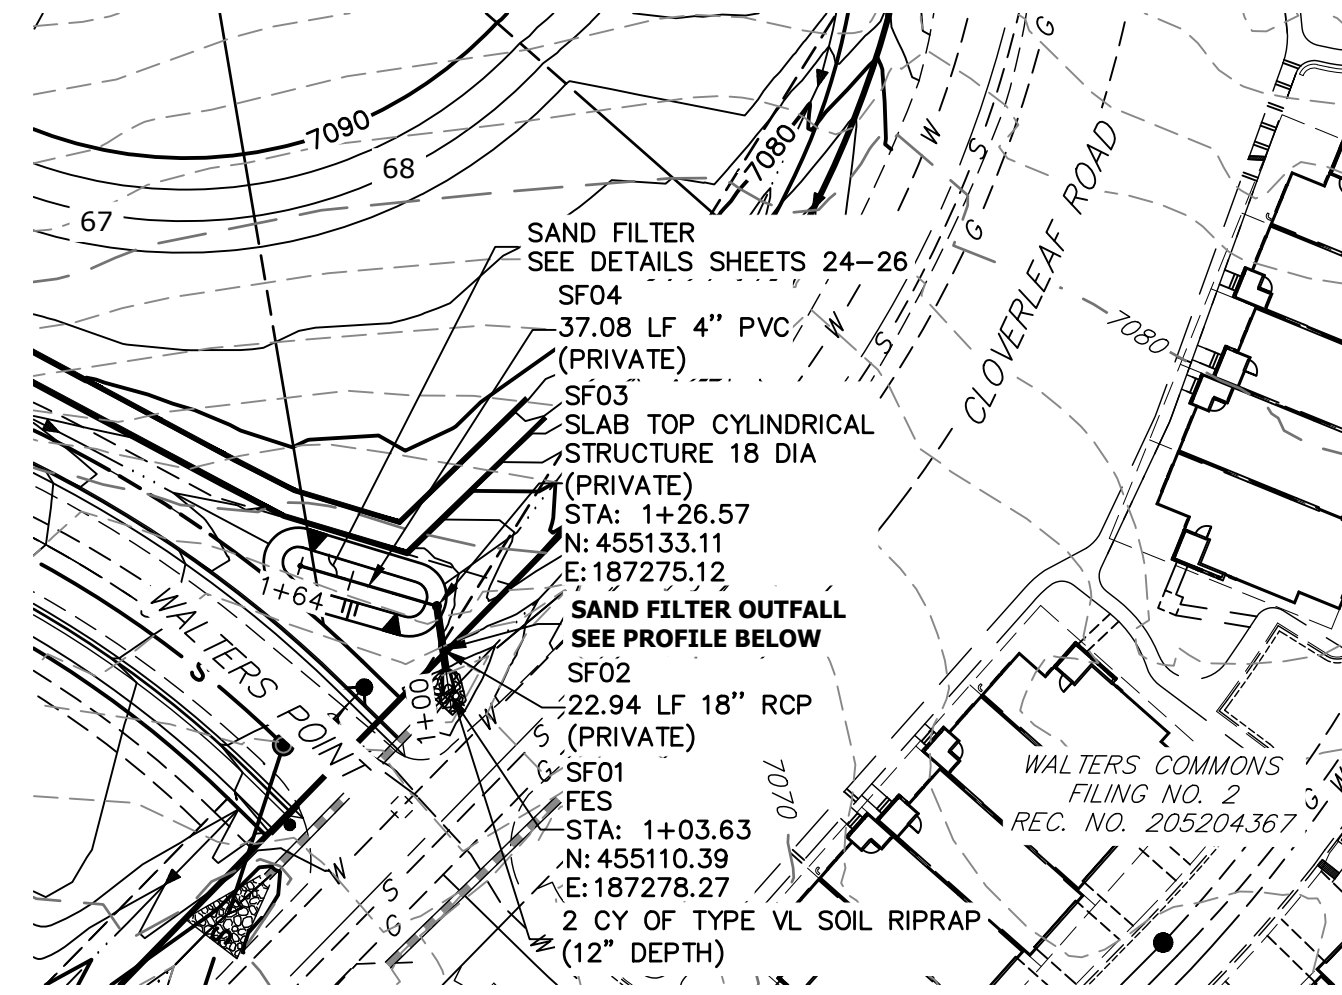 7090
68
67
7080
W
S
G
G
CLOVERLEAF ROAD
SAND FILTER
SEE DETAILS SHEETS 24-26
SF04
37.08 LF 4" PVC
(PRIVATE)
W
S
7080
SF03
SLAB TOP CYLINDRICAL
STRUCTURE 18 DIA
(PRIVATE)
STA: 1+26.57
N: 455133.11
E: 187275.12
1+64
WALTERS POINT
S
SAND FILTER OUTFALL
SEE PROFILE BELOW
SF02
22.94 LF 18" RCP
(PRIVATE)
1+00
W
S
G
SF01
FES
STA: 1+03.63
N: 455110.39
E: 187278.27
7070
WALTERS COMMONS
FILING NO. 2
REC. NO. 205204367
G
W
W
S
G
2 CY OF TYPE VL SOIL RIPRAP
(12" DEPTH)
W